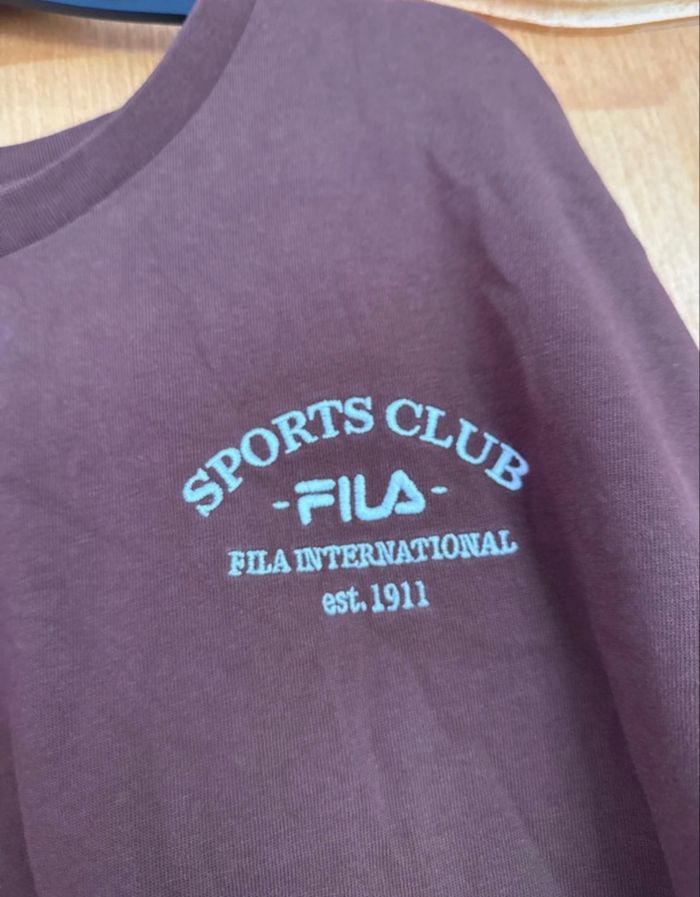 SPORTS CLUB
-FILA-
FILA INTERNATIONAL
est. 1911